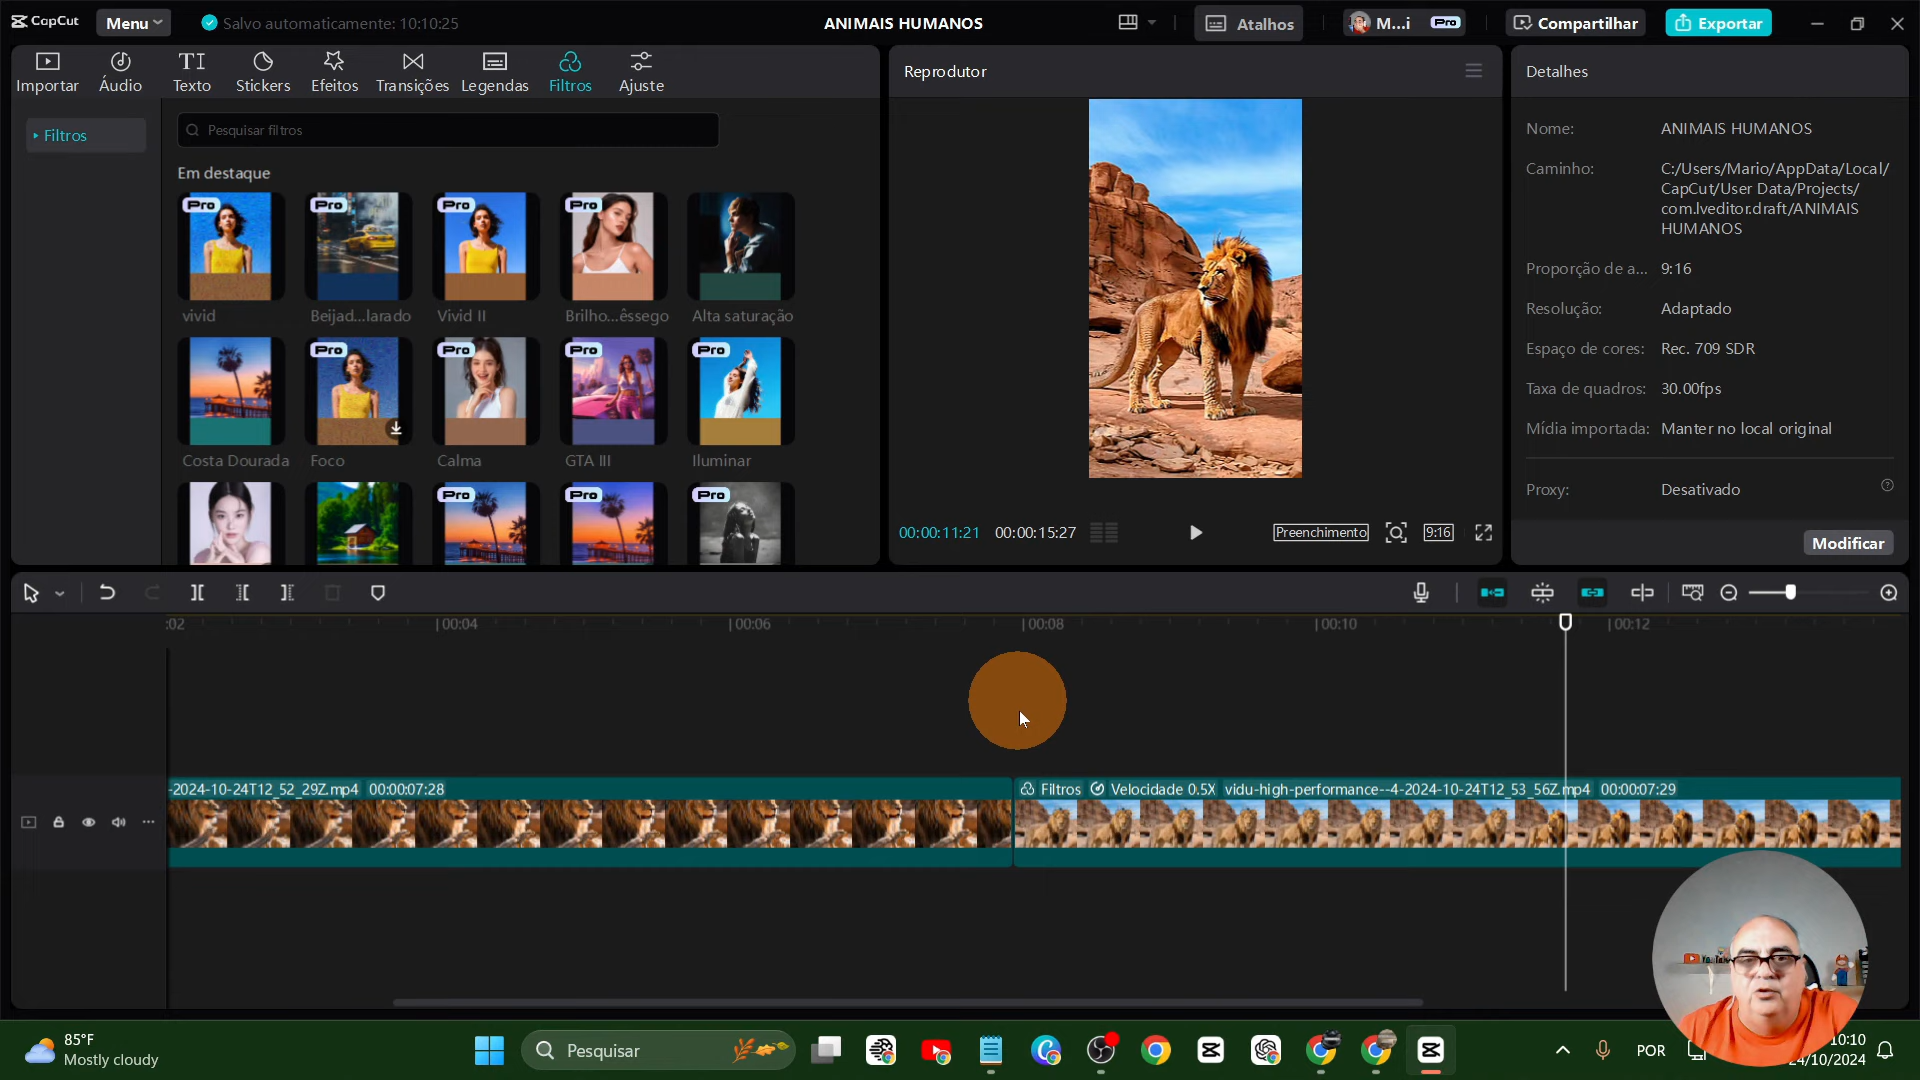 CapCut
Menu
Salvo automaticamente: 10:10:25
ANIMAIS HUMANOS
Atalhos
M...i
Pro
Compartilhar
Exportar
Importar
Áudio
Texto
Stickers
Efeitos
Transições
Legendas
Filtros
Ajuste
Filtros
Pesquisar filtros
Em destaque
Pro
Pro
Pro
Pro
vivid
Beijad...larado
Vivid II
Brilho...êssego
Alta saturação
Pro
Pro
Pro
Pro
Costa Dourada
Foco
Calma
GTA III
Iluminar
Pro
Pro
Pro
Reprodutor
00:00:11:21
00:00:15:27
Preenchimento
9:16
Detalhes
Nome:
ANIMAIS HUMANOS
Caminho:
C:/Users/Mario/AppData/Local/
CapCut/User Data/Projects/
com.lveditor.draft/ANIMAIS
HUMANOS
Proporção de a...
9:16
Resolução:
Adaptado
Espaço de cores:
Rec. 709 SDR
Taxa de quadros:
30.00fps
Mídia importada:
Manter no local original
Proxy:
Desativado
Modificar
:02
00:04
00:06
00:08
00:10
00:12
-2024-10-24T12_52_29Z.mp4 00:00:07:28
Filtros
Velocidade 0.5X
vidu-high-performance--4-2024-10-24T12_53_56Z.mp4 00:00:07:29
85°F
Mostly cloudy
Pesquisar
POR
10:10
24/10/2024